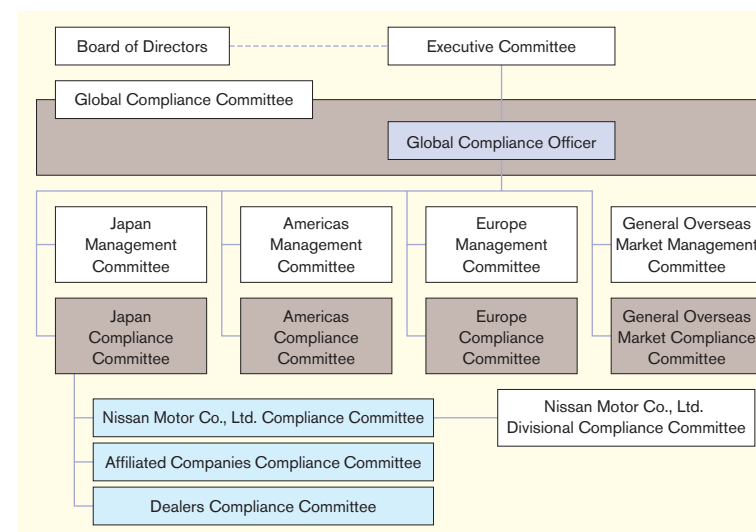 Board of Directors
Executive Committee
Global Compliance Committee
Global Compliance Officer
Japan
Management
Committee
Americas
Management
Committee
Europe
Management
Committee
General Overseas
Market Management
Committee
Japan
Compliance
Committee
Americas
Compliance
Committee
Europe
Compliance
Committee
General Overseas
Market Compliance
Committee
Nissan Motor Co., Ltd. Compliance Committee
Nissan Motor Co., Ltd.
Divisional Compliance Committee
Affiliated Companies Compliance Committee
Dealers Compliance Committee